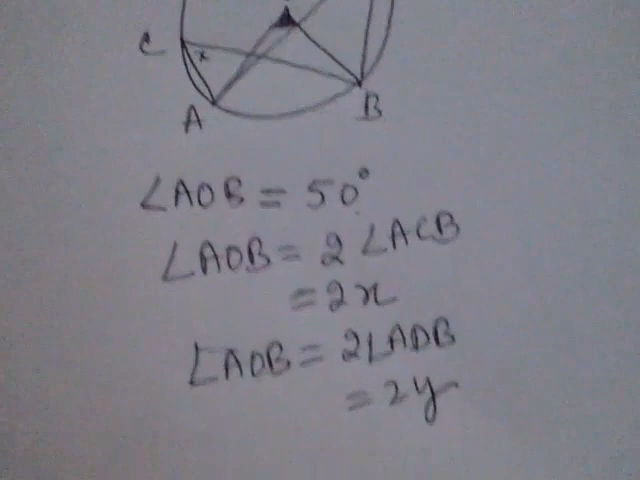 C
x
A
B
∠AOB = 50°
∠AOB = 2∠ACB
= 2x
∠AOB = 2∠ADB
= 2y